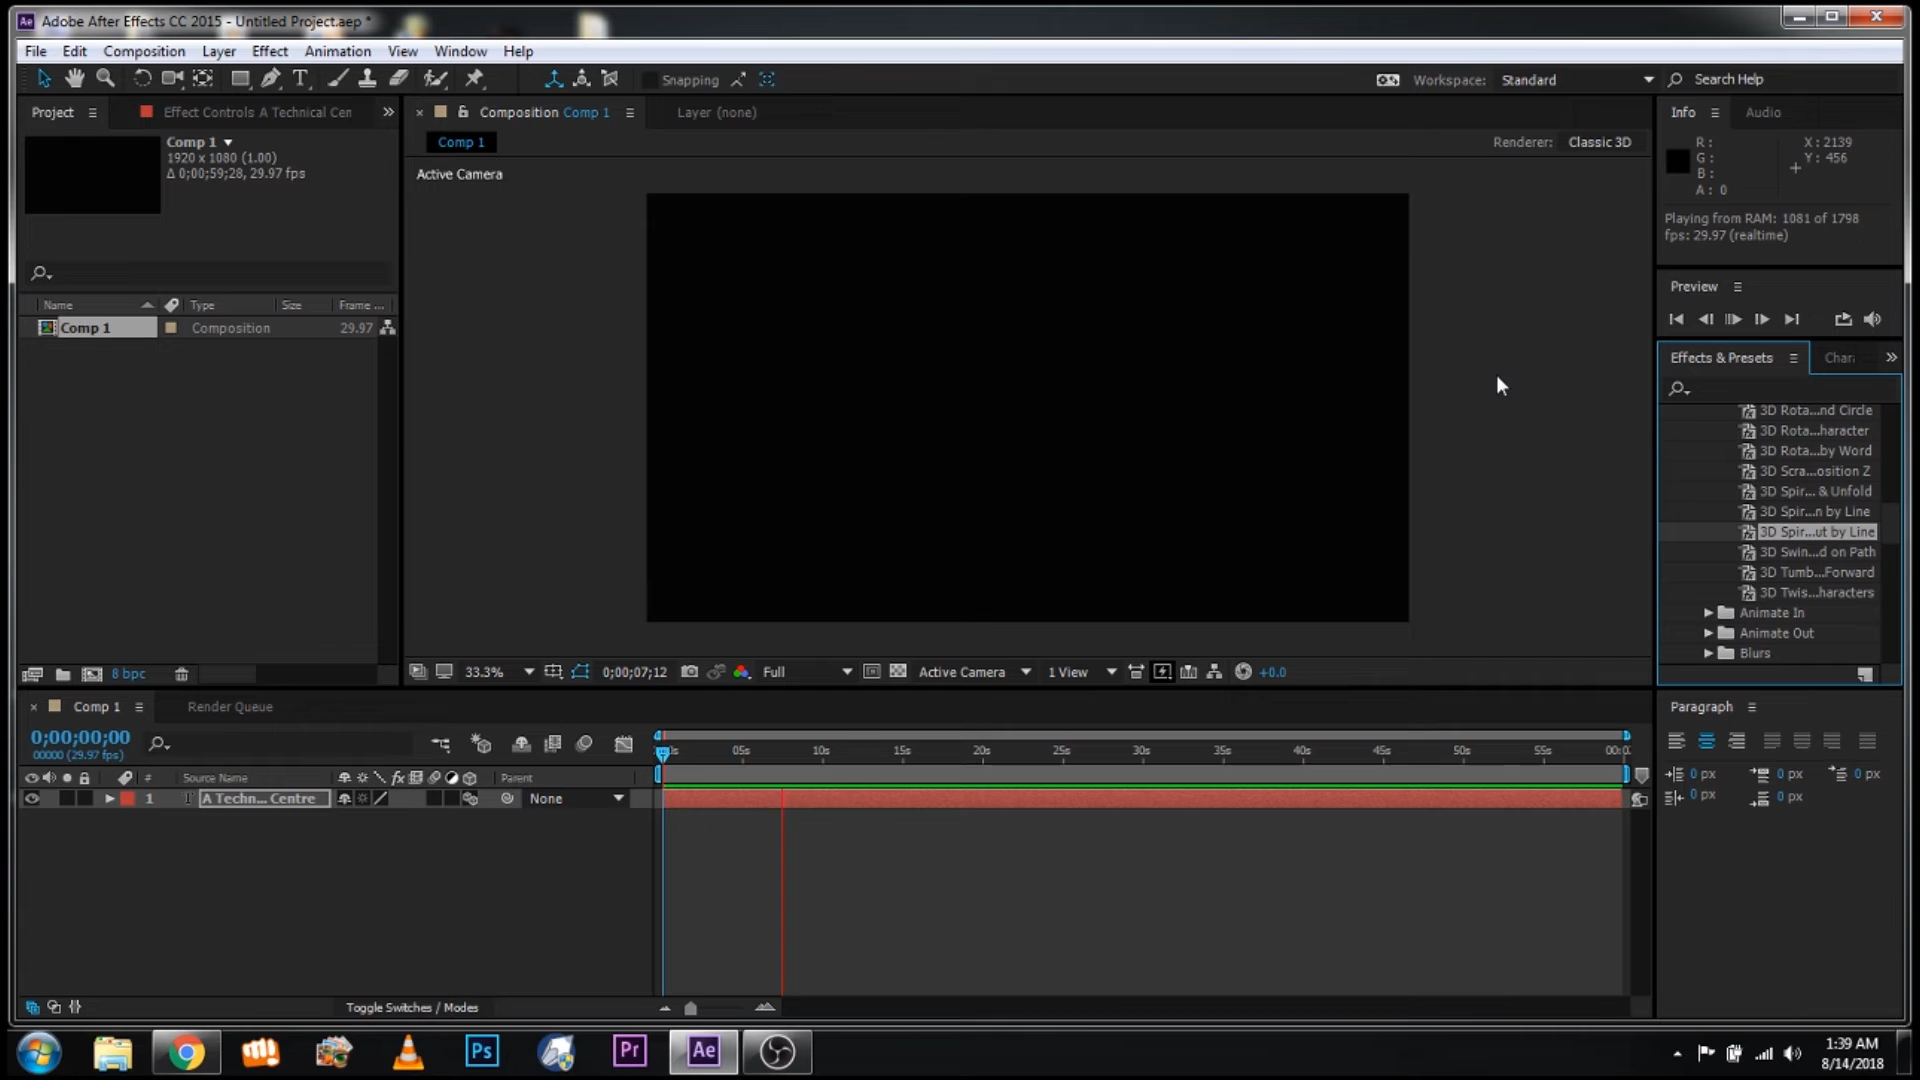 Adobe After Effects CC 2015 - Untitled Project.aep *
File Edit Composition Layer Effect Animation View Window Help
Snapping
Workspace: Standard
Search Help
Project
Effect Controls A Technical Cen
Composition Comp 1
Layer (none)
Info
Audio
Comp 1
1920 x 1080 (1.00)
Δ 0;00;59;28, 29.97 fps
Comp 1
Renderer: Classic 3D
Active Camera
R :
G :
B :
A : 0
X : 2139
Y : 456
Playing from RAM: 1081 of 1798
fps: 29.97 (realtime)
Preview
Name Type Size Frame ...
Comp 1 Composition 29.97
Effects & Presets
Char
3D Rota...nd Circle
3D Rota...haracter
3D Rota...by Word
3D Scra...osition Z
3D Spir... & Unfold
3D Spir...n by Line
3D Spir...ut by Line
3D Swin...d on Path
3D Tumb...Forward
3D Twis...haracters
Animate In
Animate Out
Blurs
8 bpc
33.3% 0;00;07;12 Full Active Camera 1 View +0.0
Comp 1
Render Queue
Paragraph
0;00;00;00
00000 (29.97 fps)
05s 10s 15s 20s 25s 30s 35s 40s 45s 50s 55s
# Source Name fx Parent
1 T A Techn... Centre None
0 px 0 px 0 px
0 px 0 px
Toggle Switches / Modes
Ps Pr Ae
1:39 AM
8/14/2018